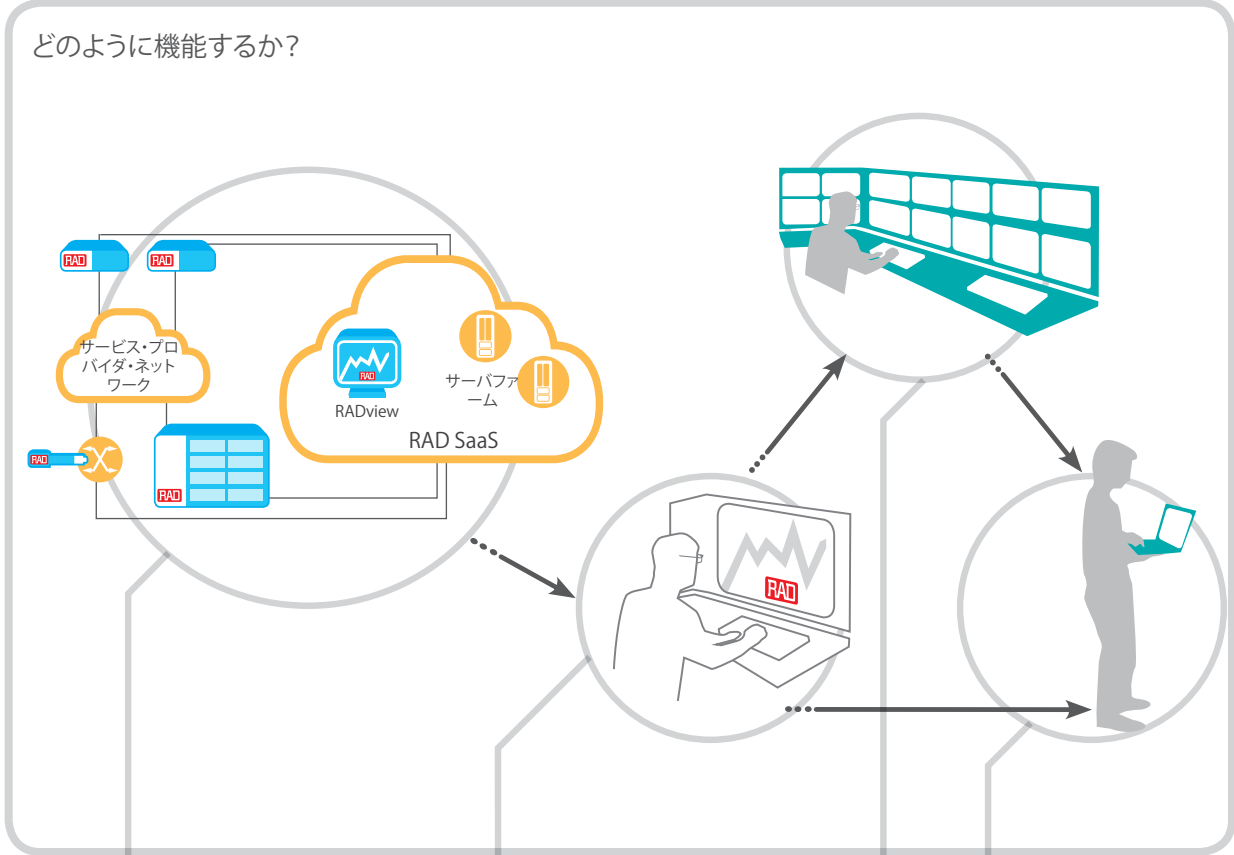 どのように機能するか?
RAD
RAD
サービス・プロ
バイダ・ネット
ワーク
RAD
RAD
RAD
RADview
サーバファ
ーム
RAD SaaS
RAD